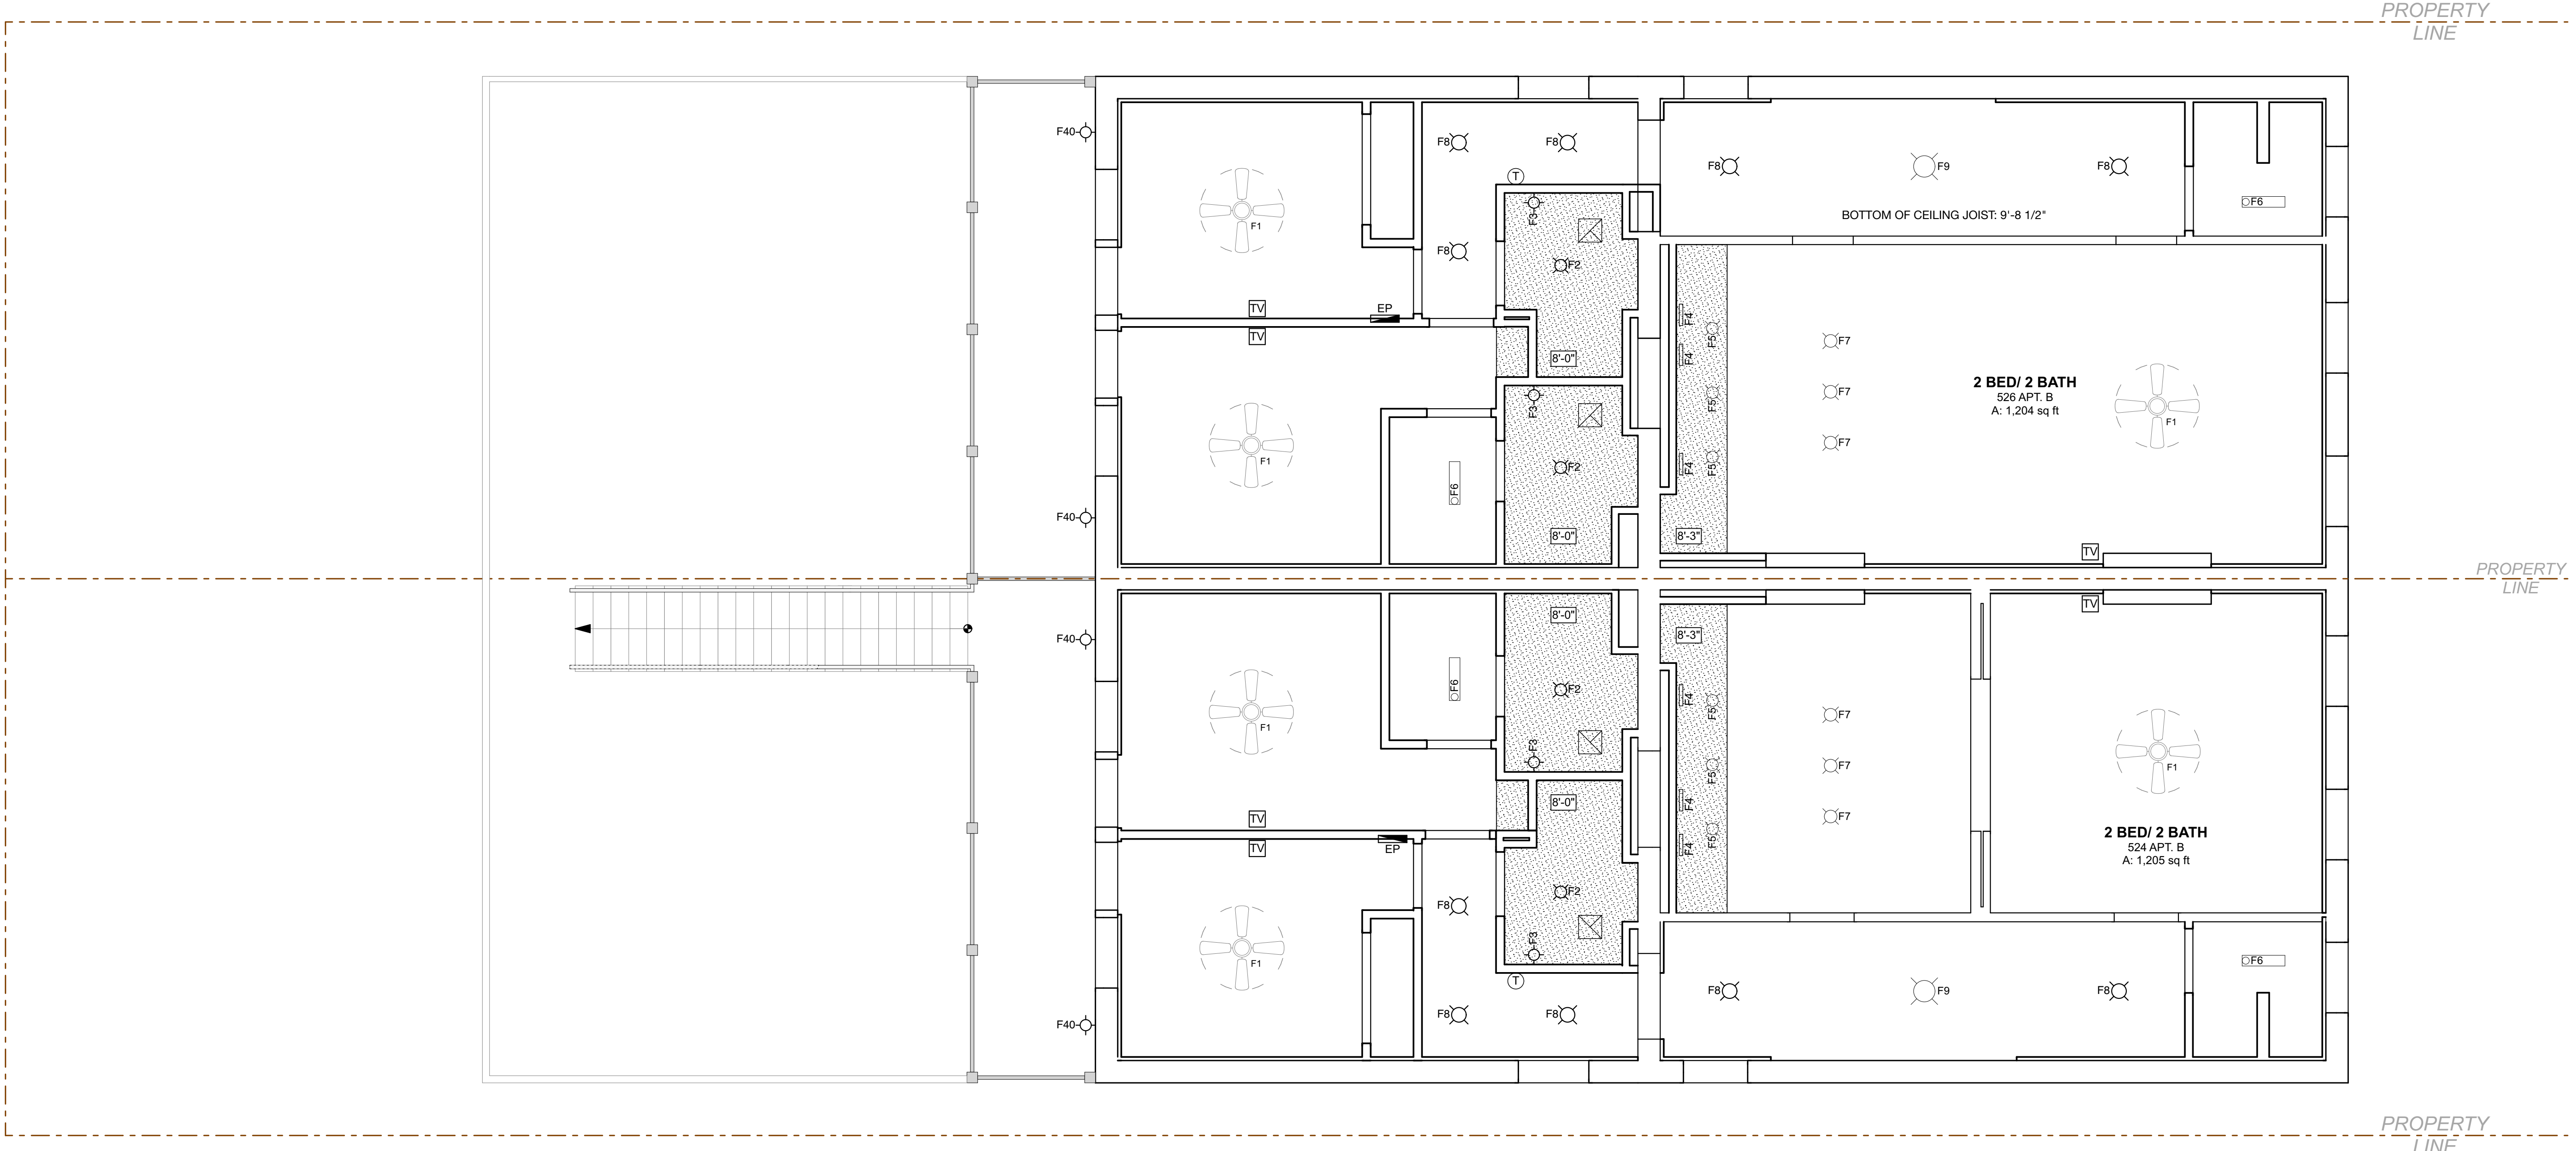 PROPERTY
LINE
F40
F8
F8
F8
F9
F8
T
F3
F6
BOTTOM OF CEILING JOIST: 9'-8 1/2"
F1
F8
F2
TV
EP
TV
F4
F5
F7
8'-0"
F4
2 BED/ 2 BATH
526 APT. B
A: 1,204 sq ft
F3
F5
F7
F1
F7
F1
F2
F4
F5
F6
F40
8'-0"
8'-3"
TV
PROPERTY
LINE
F40
8'-0"
8'-3"
TV
F6
F2
F4
F5
F7
F1
F3
F5
F7
F1
8'-0"
F4
TV
F7
EP
TV
F4
F5
2 BED/ 2 BATH
524 APT. B
A: 1,205 sq ft
F2
F8
F3
F1
F6
T
F8
F9
F8
F8
F8
F40
PROPERTY
LINE